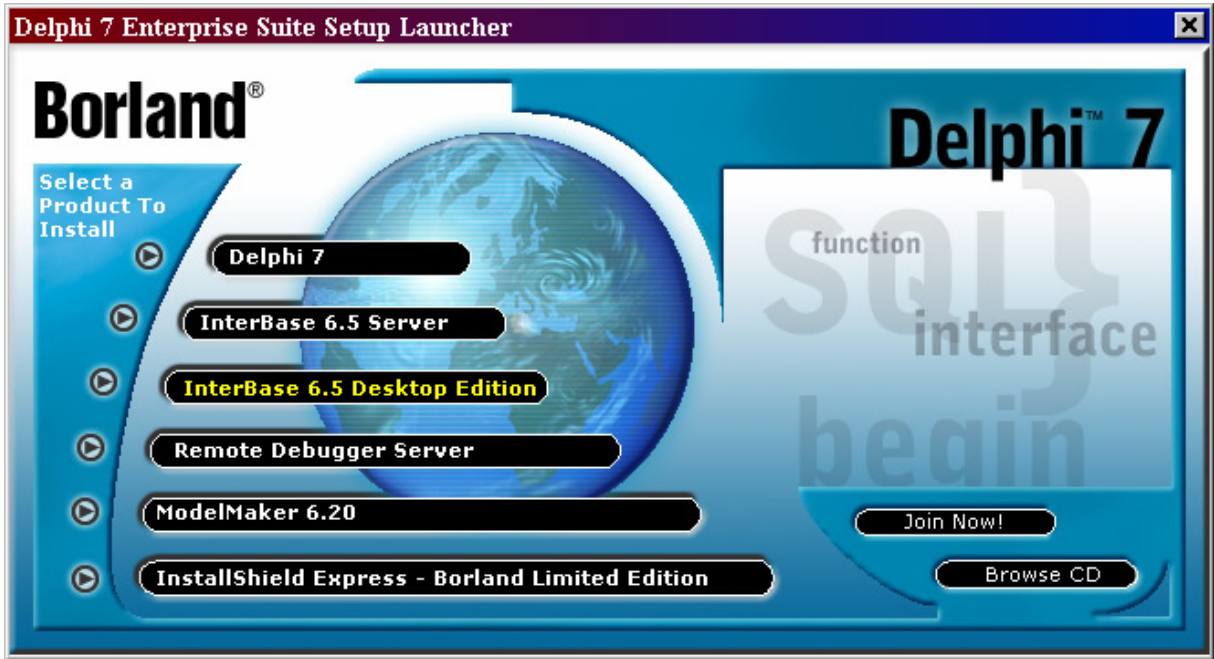 Delphi 7 Enterprise Suite Setup Launcher
Borland®
Delphi™ 7
Select a
Product To
Install
Delphi 7
InterBase 6.5 Server
InterBase 6.5 Desktop Edition
Remote Debugger Server
ModelMaker 6.20
InstallShield Express - Borland Limited Edition
SQL}
function
interface
begin
Join Now!
Browse CD